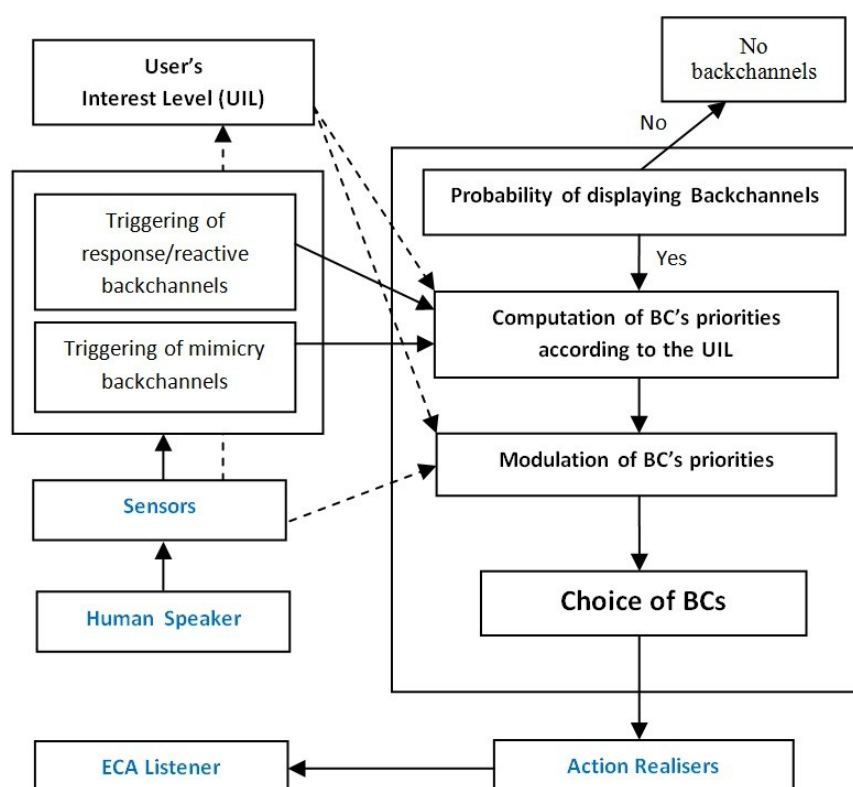 No
backchannels
User's
Interest Level (UIL)
No
Probability of displaying Backchannels
Triggering of
response/reactive
backchannels
Yes
Computation of BC's priorities
according to the UIL
Triggering of mimicry
backchannels
Modulation of BC's priorities
Sensors
Choice of BCs
Human Speaker
ECA Listener
Action Realisers